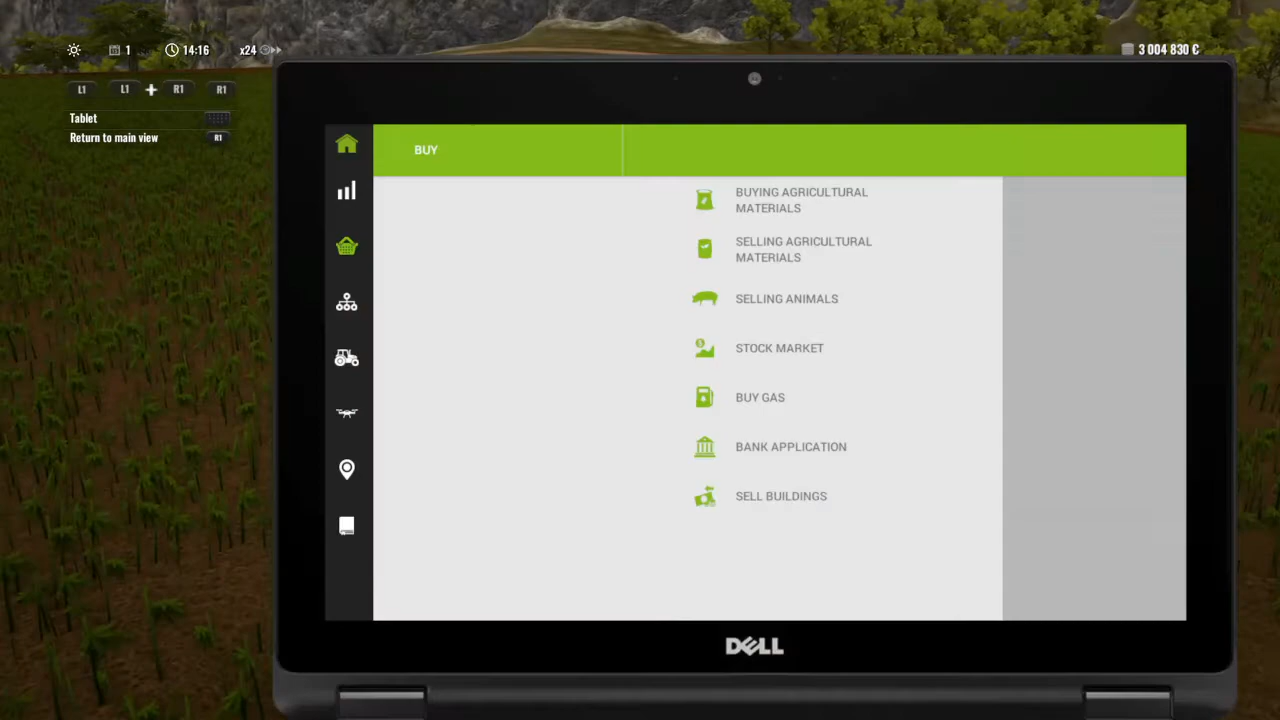 1 14:16 x24
3 004 830 €
L1 L1 + R1 R1
Tablet
Return to main view R1
BUY
BUYING AGRICULTURAL
MATERIALS
SELLING AGRICULTURAL
MATERIALS
SELLING ANIMALS
STOCK MARKET
BUY GAS
BANK APPLICATION
SELL BUILDINGS
DELL